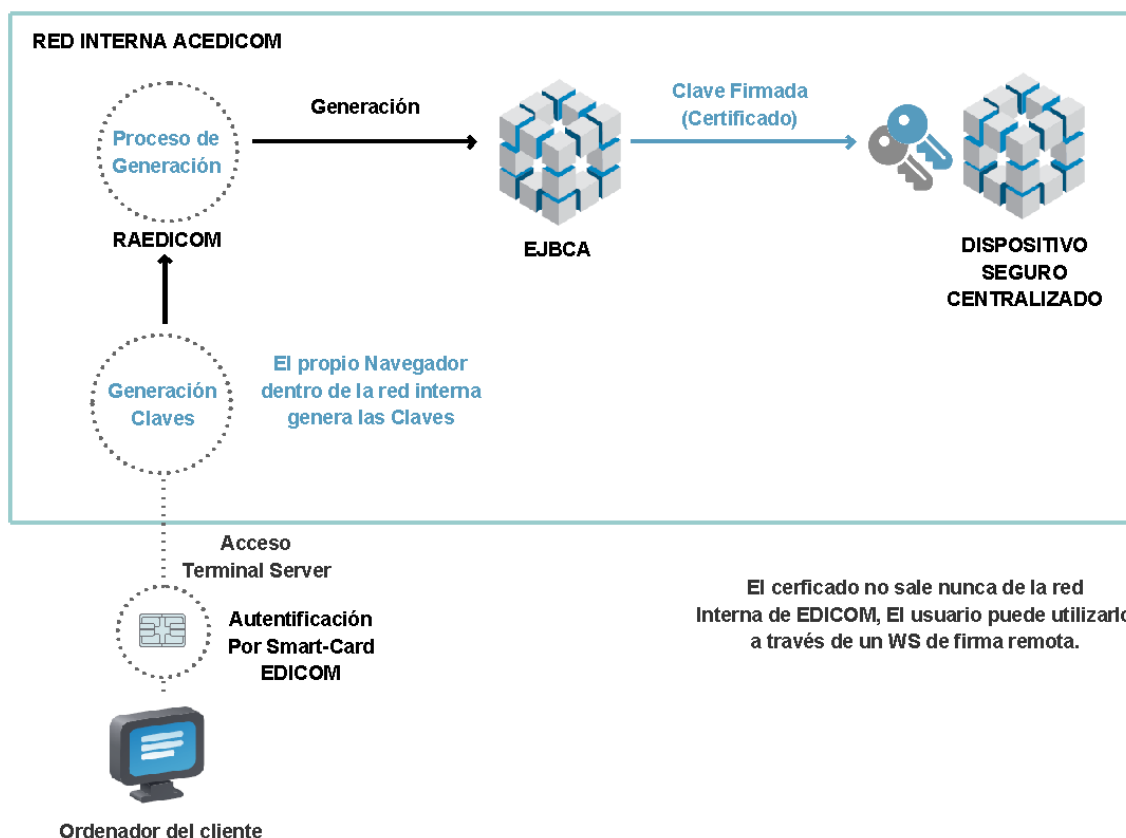 RED INTERNA ACEDICOM
Proceso de
Generación
RAEDICOM
Generación
EJBCA
Clave Firmada
(Certificado)
DISPOSITIVO
SEGURO
CENTRALIZADO
Generación
Claves
El propio Navegador
dentro de la red interna
genera las Claves
Acceso
Terminal Server
Autentificación
Por Smart-Card
EDICOM
Ordenador del cliente
El cerficado no sale nunca de la red
Interna de EDICOM, El usuario puede utilizarlo
a través de un WS de firma remota.